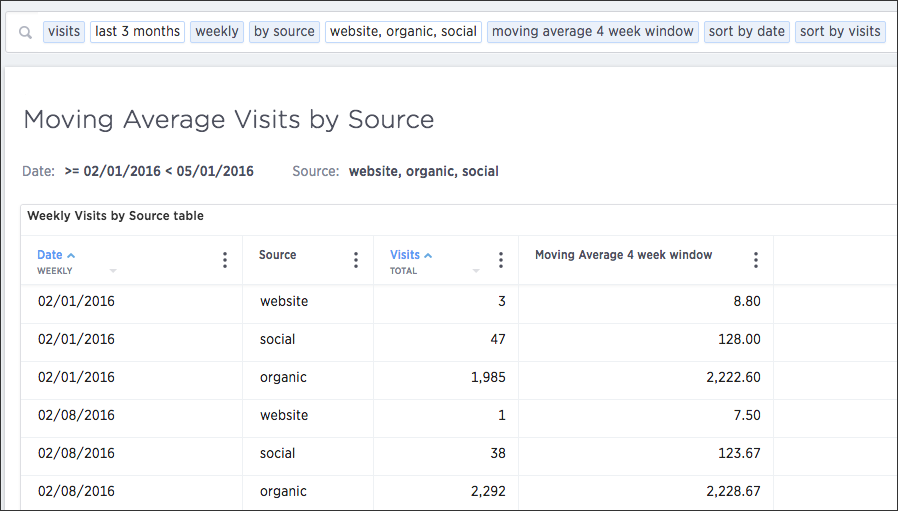 visits last 3 months weekly by source website, organic, social moving average 4 week window sort by date sort by visits
Moving Average Visits by Source
Date: >= 02/01/2016 < 05/01/2016 Source: website, organic, social
Weekly Visits by Source table
Date Source Visits Moving Average 4 week window
WEEKLY TOTAL
02/01/2016 website 3 8.80
02/01/2016 social 47 128.00
02/01/2016 organic 1,985 2,222.60
02/08/2016 website 1 7.50
02/08/2016 social 38 123.67
02/08/2016 organic 2,292 2,228.67